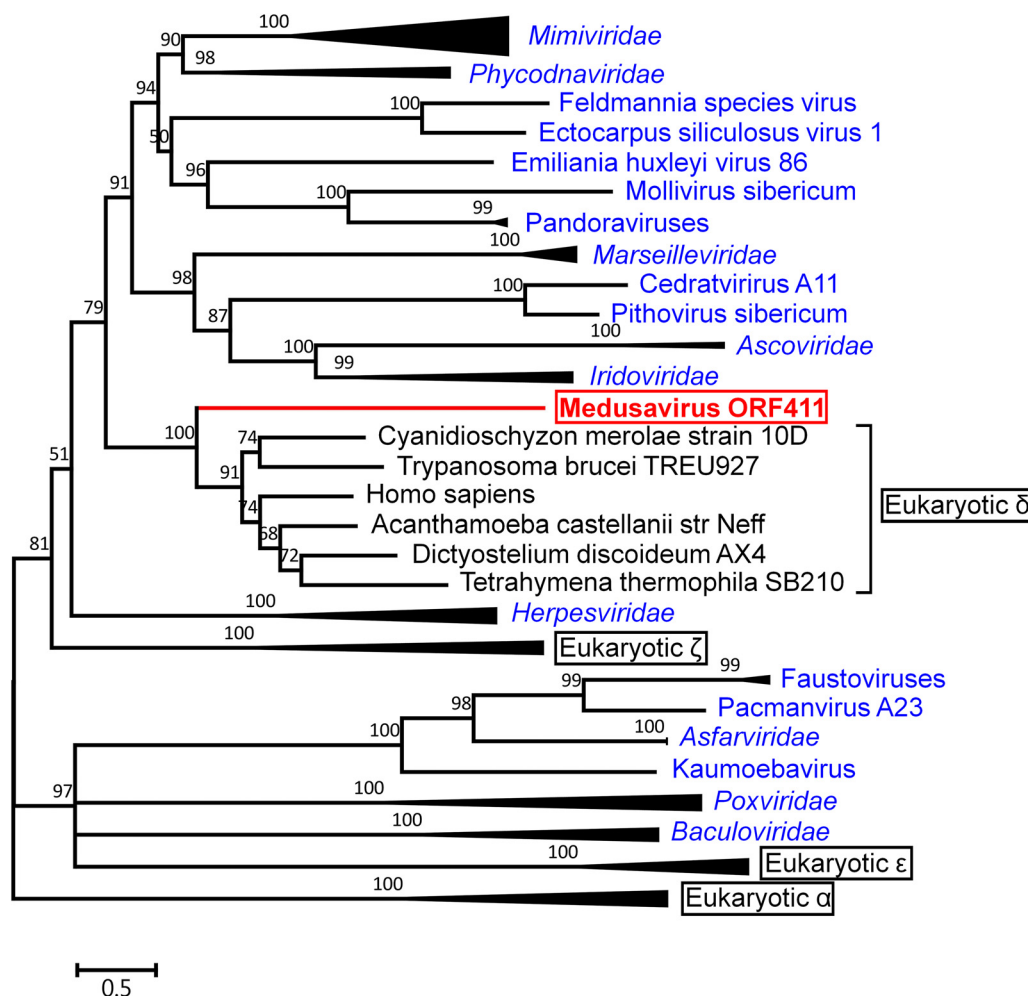 100
Mimiviridae
90
98
Phycodnaviridae
94
100
Feldmannia species virus
50
Ectocarpus siliculosus virus 1
96
Emiliania huxleyi virus 86
91
100
Mollivirus sibericum
99
Pandoraviruses
100
Marseilleviridae
98
100
Cedratvirirus A11
79
87
Pithovirus sibericum
100
100
Ascoviridae
99
Iridoviridae
Medusavirus ORF411
100
74
Cyanidioschyzon merolae strain 10D
51
91
Trypanosoma brucei TREU927
74
Homo sapiens
Eukaryotic δ
68
Acanthamoeba castellanii str Neff
81
72
Dictyostelium discoideum AX4
Tetrahymena thermophila SB210
100
Herpesviridae
100
Eukaryotic ζ
99
99
Faustoviruses
98
Pacmanvirus A23
100
100
Asfarviridae
Kaumoebavirus
97
100
Poxviridae
100
Baculoviridae
100
Eukaryotic ε
100
Eukaryotic α
0.5